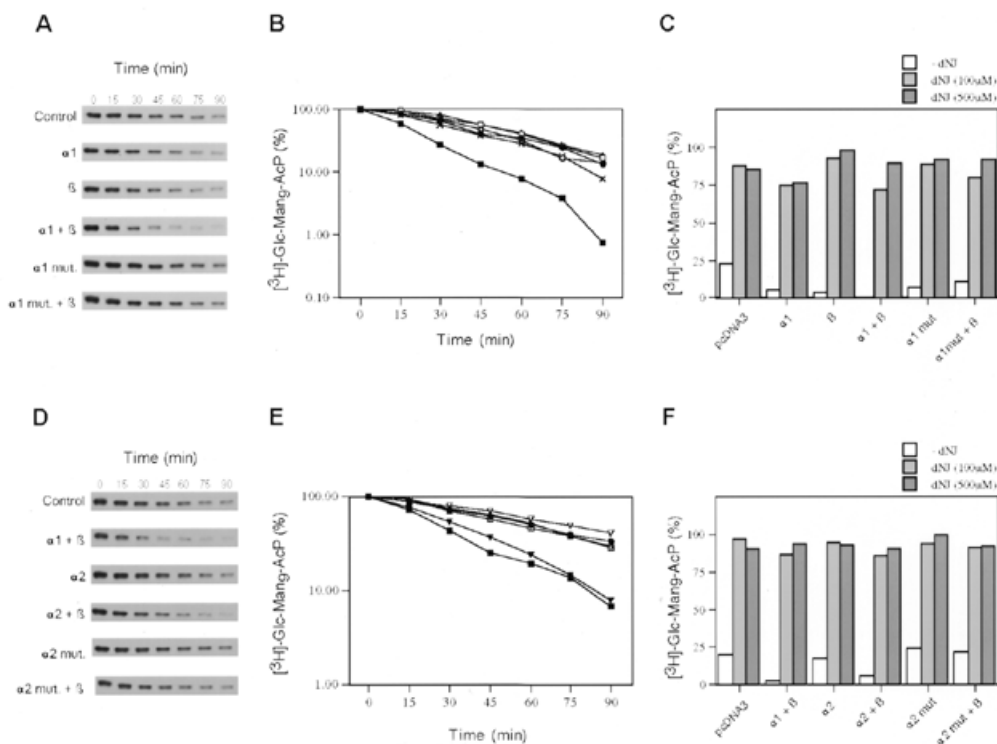 A
Time (min)
0 15 30 45 60 75 90
Control
α1
ß
α1 + ß
α1 mut.
α1 mut. + ß
B
[³H]-Glc-Mang-AcP (%)
100.00
10.00
1.00
0.10
0 15 30 45 60 75 90
Time (min)
C
- dNJ
dNJ (100uM)
dNJ (500uM)
[³H]-Glc-Mang-AcP (%)
100
75
50
25
0
pcDNA3
α1
ß
α1 + ß
α1 mut
α1mut + ß
D
Time (min)
0 15 30 45 60 75 90
Control
α1 + ß
α2
α2 + ß
α2 mut.
α2 mut. + ß
E
[³H]-Glc-Mang-AcP (%)
100.00
10.00
1.00
0 15 30 45 60 75 90
Time (min)
F
- dNJ
dNJ (100uM)
dNJ (500uM)
[³H]-Glc-Mang-AcP (%)
100
75
50
25
0
pcDNA3
α1 + ß
α2
α2 + ß
α2 mut
α2 mut + ß